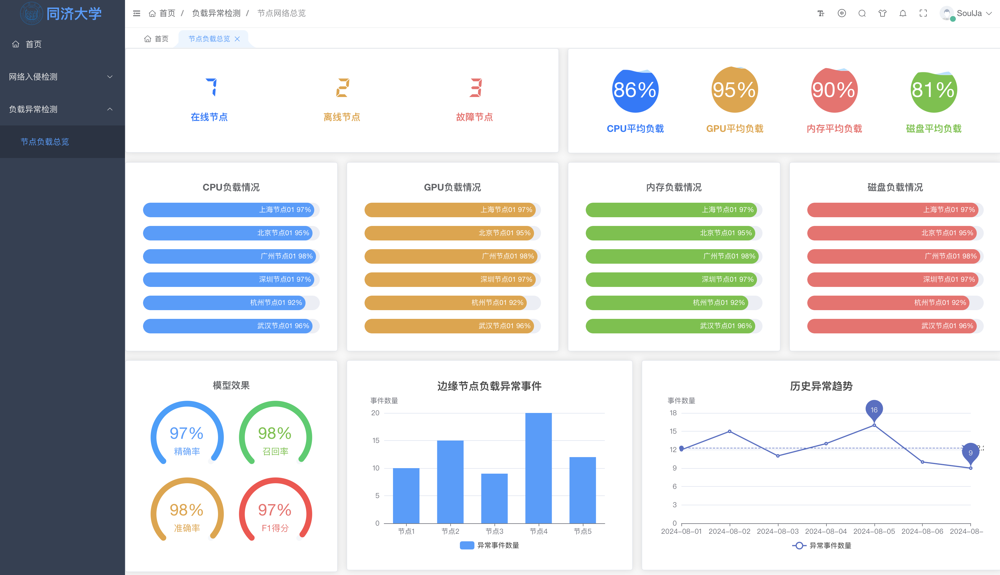 同济大学
首页
网络入侵检测
负载异常检测
节点负载总览
首页 / 负载异常检测 / 节点网络总览
SoulJa
首页
节点负载总览
7
在线节点
2
离线节点
3
故障节点
86%
CPU平均负载
95%
GPU平均负载
90%
内存平均负载
81%
磁盘平均负载
CPU负载情况
上海节点01 97%
北京节点01 95%
广州节点01 98%
深圳节点01 97%
杭州节点01 92%
武汉节点01 96%
GPU负载情况
上海节点01 97%
北京节点01 95%
广州节点01 98%
深圳节点01 97%
杭州节点01 92%
武汉节点01 96%
内存负载情况
上海节点01 97%
北京节点01 95%
广州节点01 98%
深圳节点01 97%
杭州节点01 92%
武汉节点01 96%
磁盘负载情况
上海节点01 97%
北京节点01 95%
广州节点01 98%
深圳节点01 97%
杭州节点01 92%
武汉节点01 96%
模型效果
97%
精确率
98%
召回率
98%
准确率
97%
F1得分
边缘节点负载异常事件
事件数量
20
15
10
5
0
节点1 节点2 节点3 节点4 节点5
异常事件数量
历史异常趋势
事件数量
18
15
12
9
6
3
0
16
9
2024-08-01 2024-08-02 2024-08-03 2024-08-04 2024-08-05 2024-08-06 2024-08-
异常事件数量